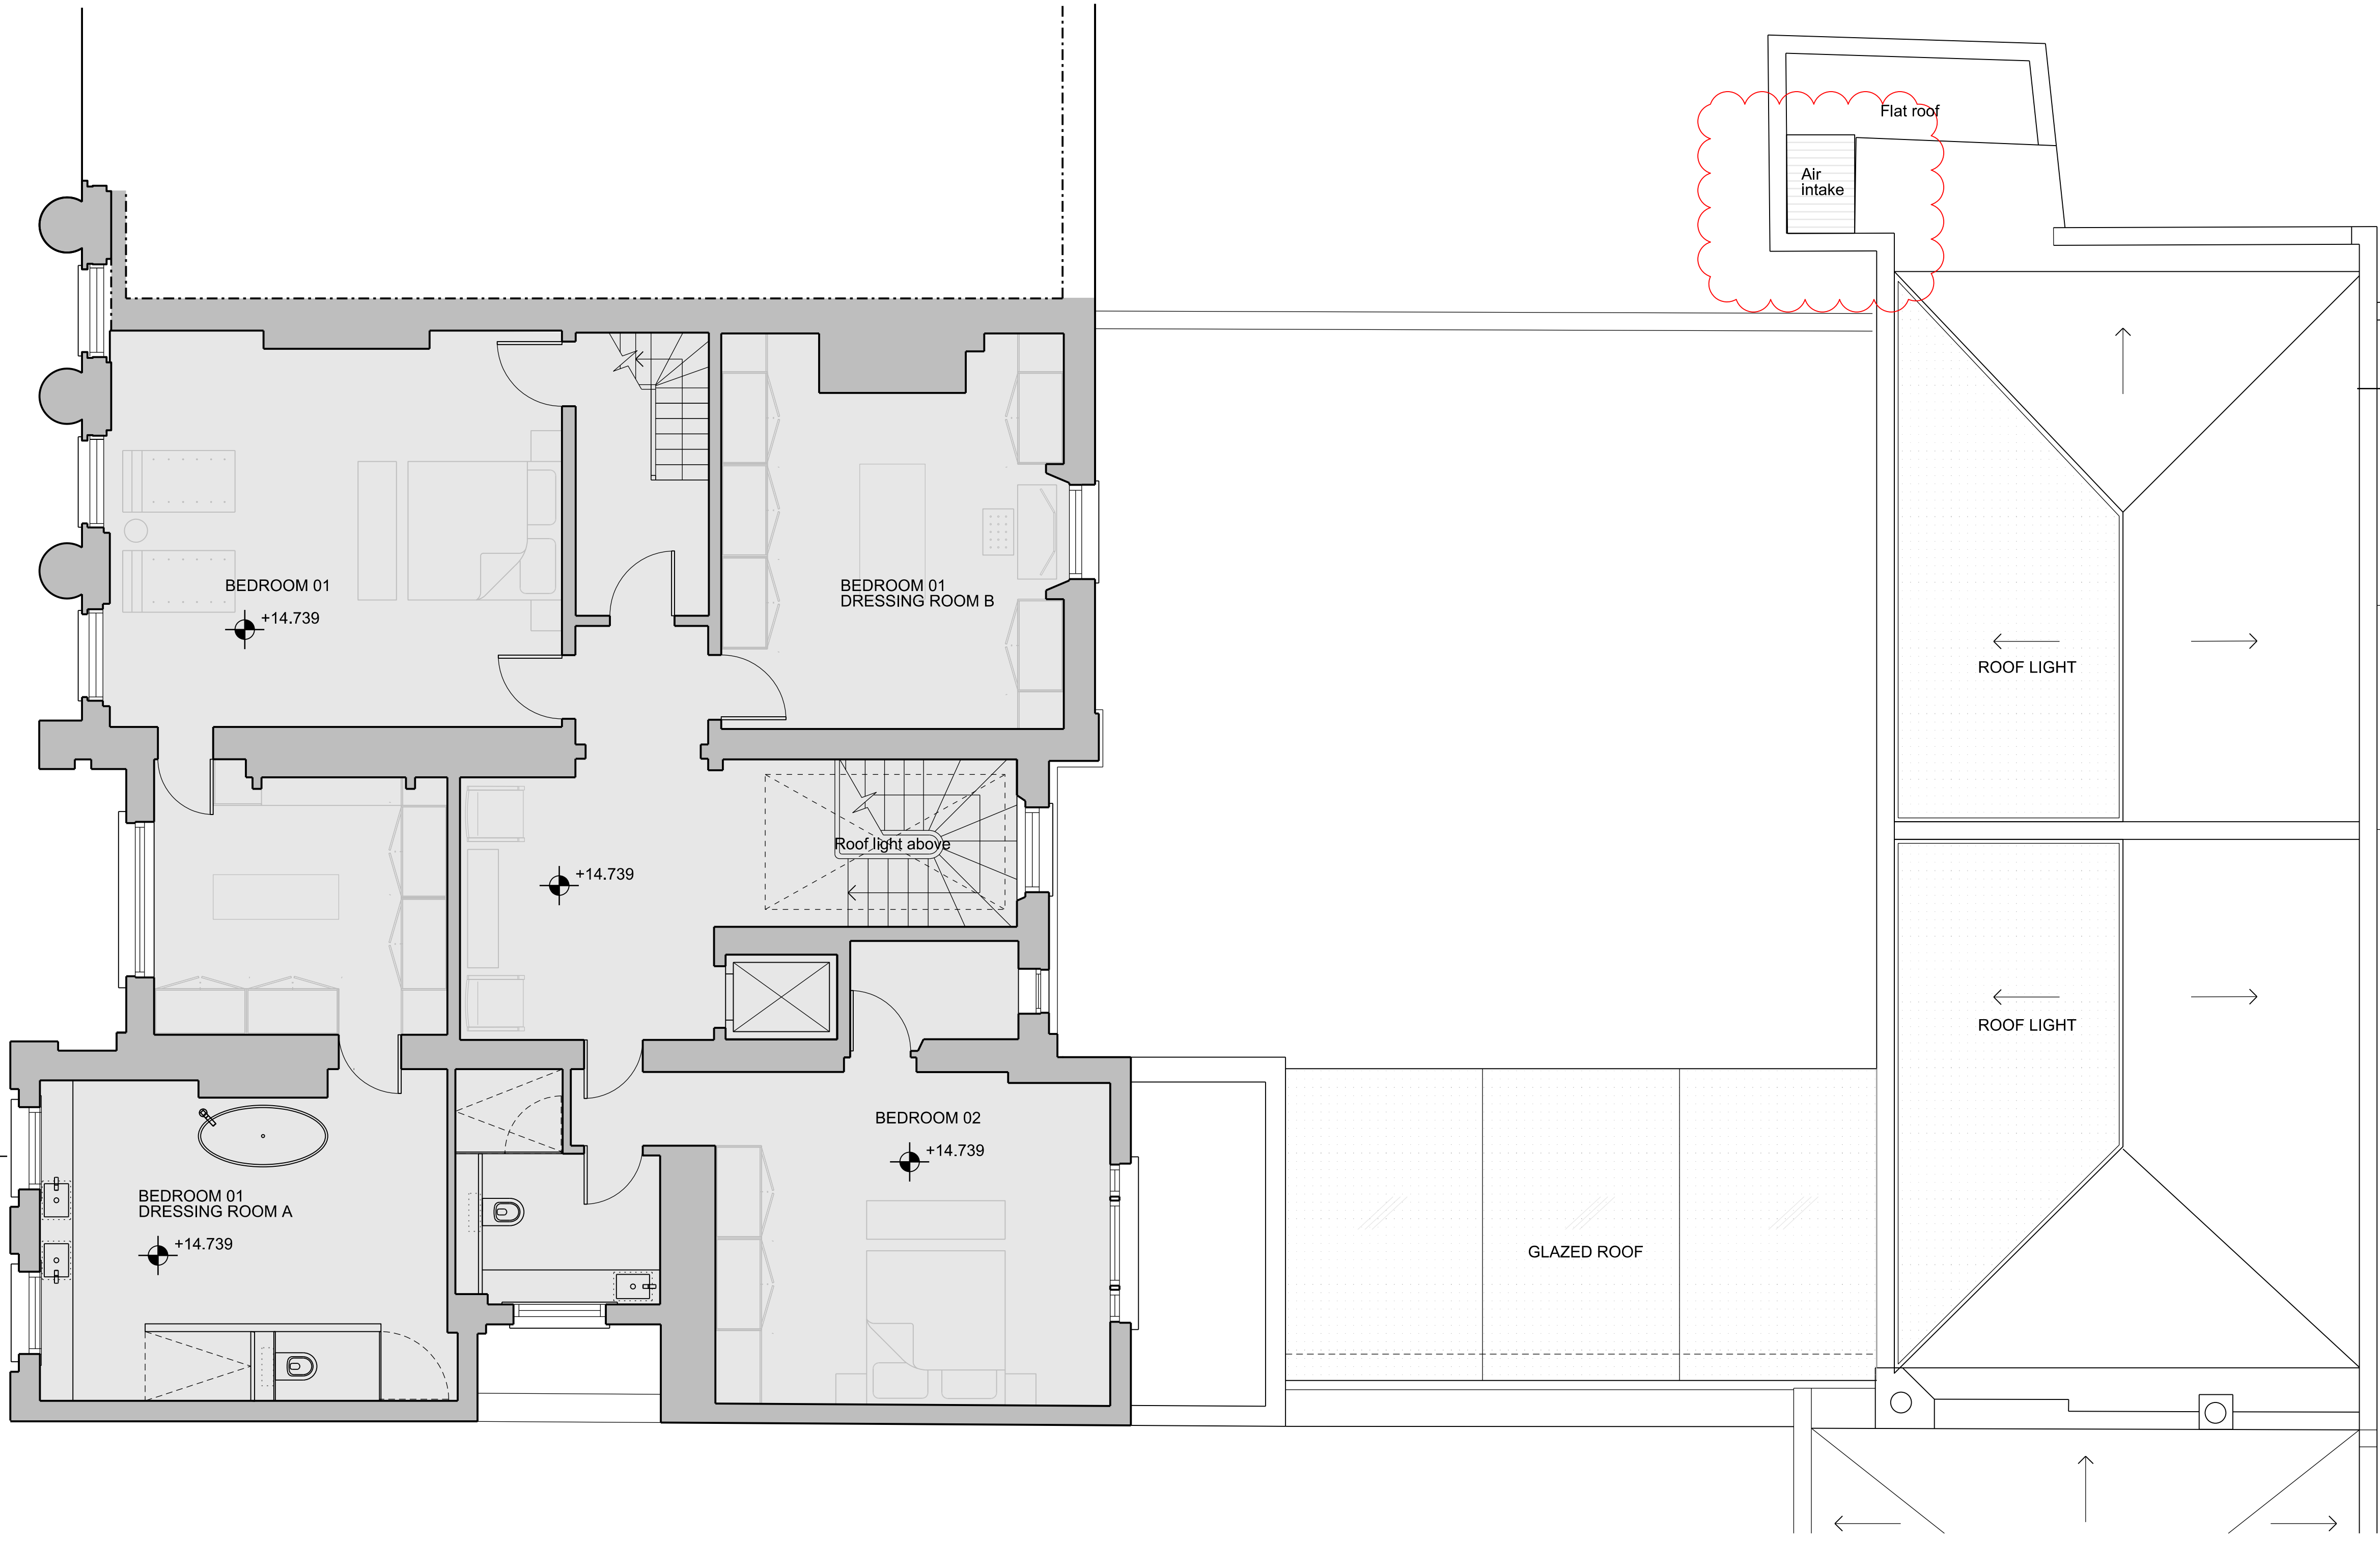 Flat roof
Air
intake
BEDROOM 01
+14.739
BEDROOM 01
DRESSING ROOM B
ROOF LIGHT
Roof light above
+14.739
ROOF LIGHT
BEDROOM 02
+14.739
BEDROOM 01
DRESSING ROOM A
+14.739
GLAZED ROOF